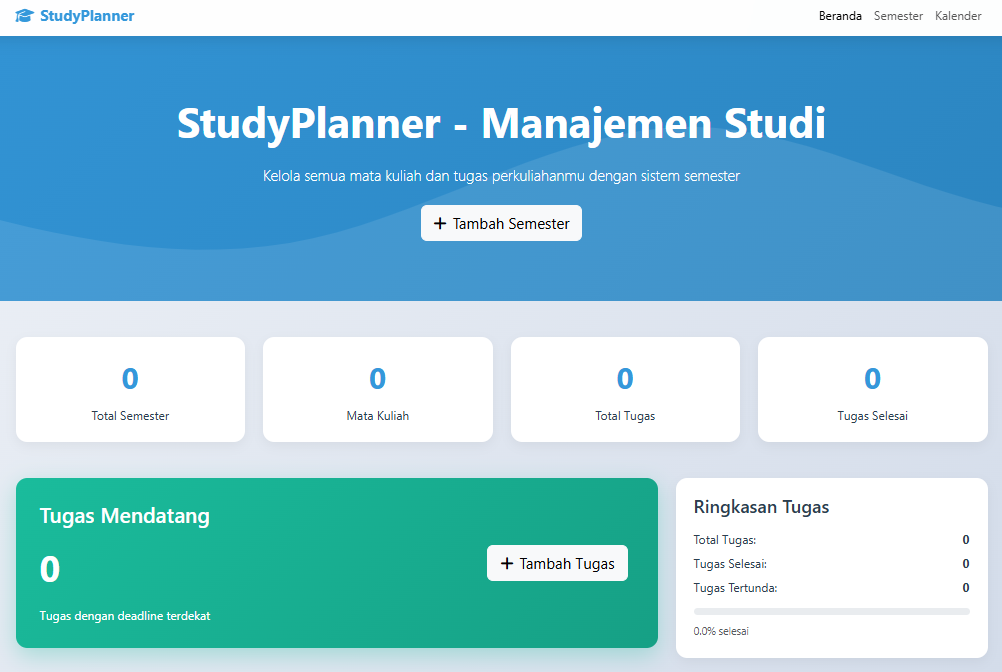 StudyPlanner
Beranda Semester Kalender
StudyPlanner - Manajemen Studi
Kelola semua mata kuliah dan tugas perkuliahanmu dengan sistem semester
+ Tambah Semester
0
Total Semester
0
Mata Kuliah
0
Total Tugas
0
Tugas Selesai
Tugas Mendatang
0
Tugas dengan deadline terdekat
+ Tambah Tugas
Ringkasan Tugas
Total Tugas: 0
Tugas Selesai: 0
Tugas Tertunda: 0
0.0% selesai